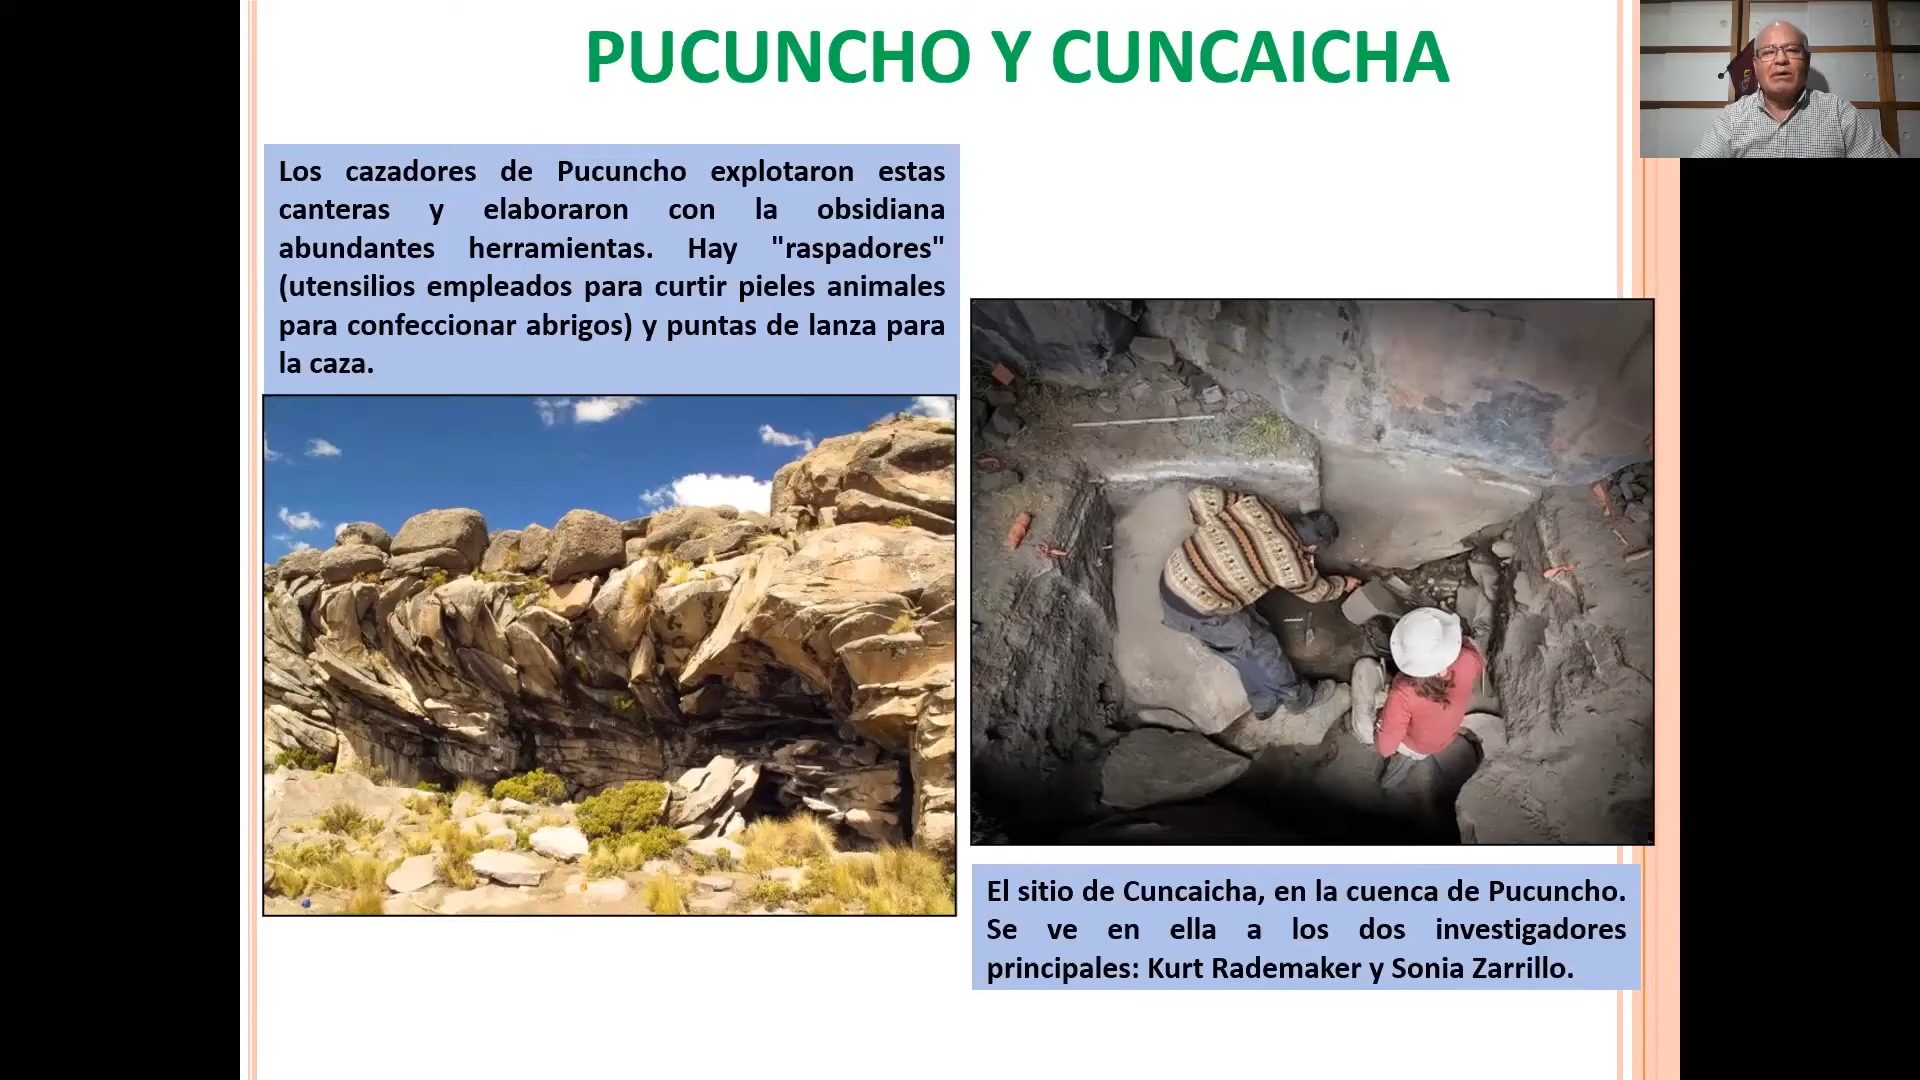 PUCUNCHO Y CUNCAICHA
Los cazadores de Pucuncho explotaron estas
canteras y elaboraron con la obsidiana
abundantes herramientas. Hay "raspadores"
(utensilios empleados para curtir pieles animales
para confeccionar abrigos) y puntas de lanza para
la caza.
El sitio de Cuncaicha, en la cuenca de Pucuncho.
Se ve en ella a los dos investigadores
principales: Kurt Rademaker y Sonia Zarrillo.